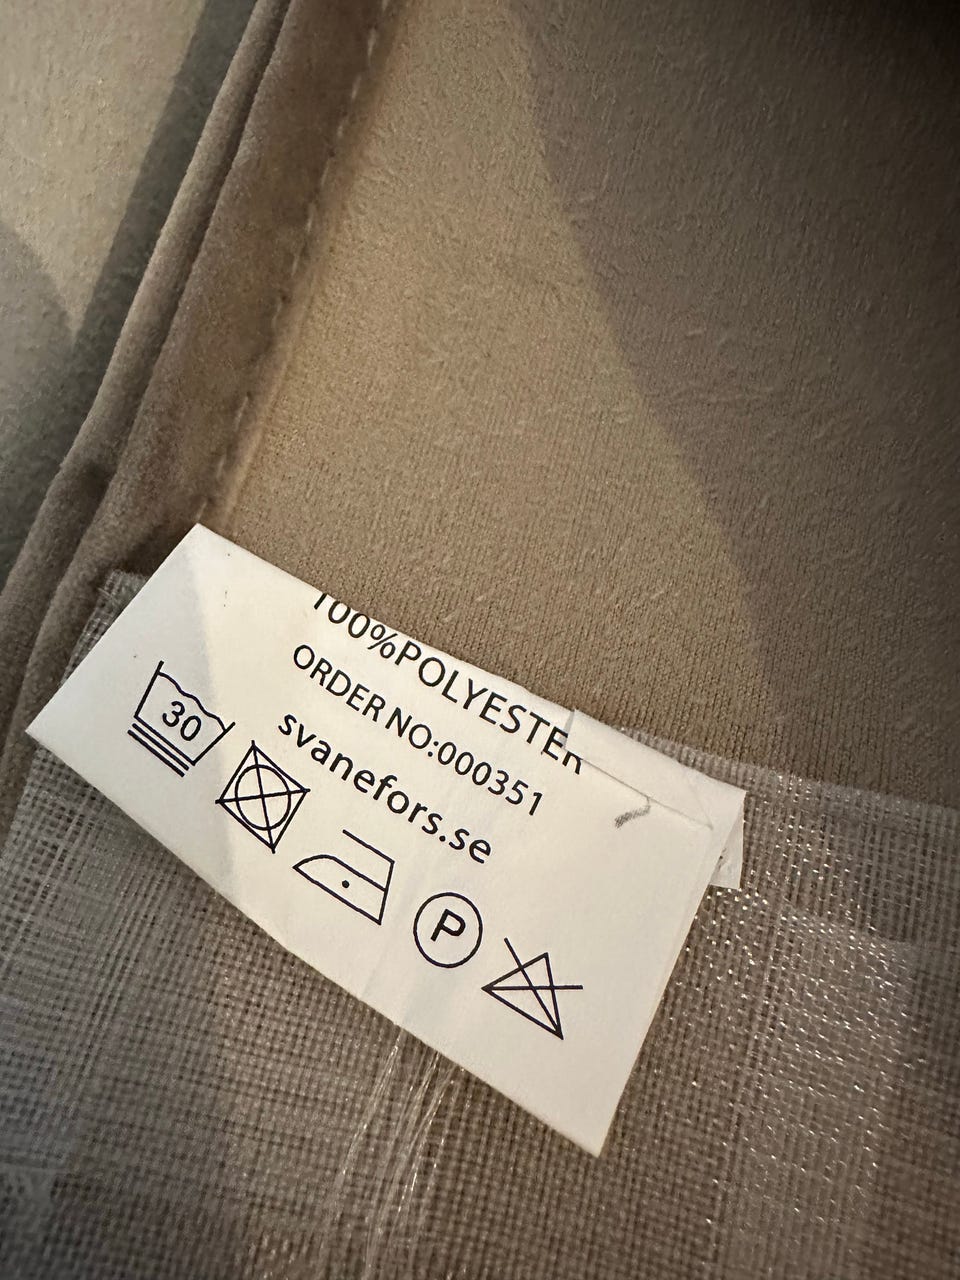 100%POLYESTER
ORDER NO:000351
svanefors.se
30
P